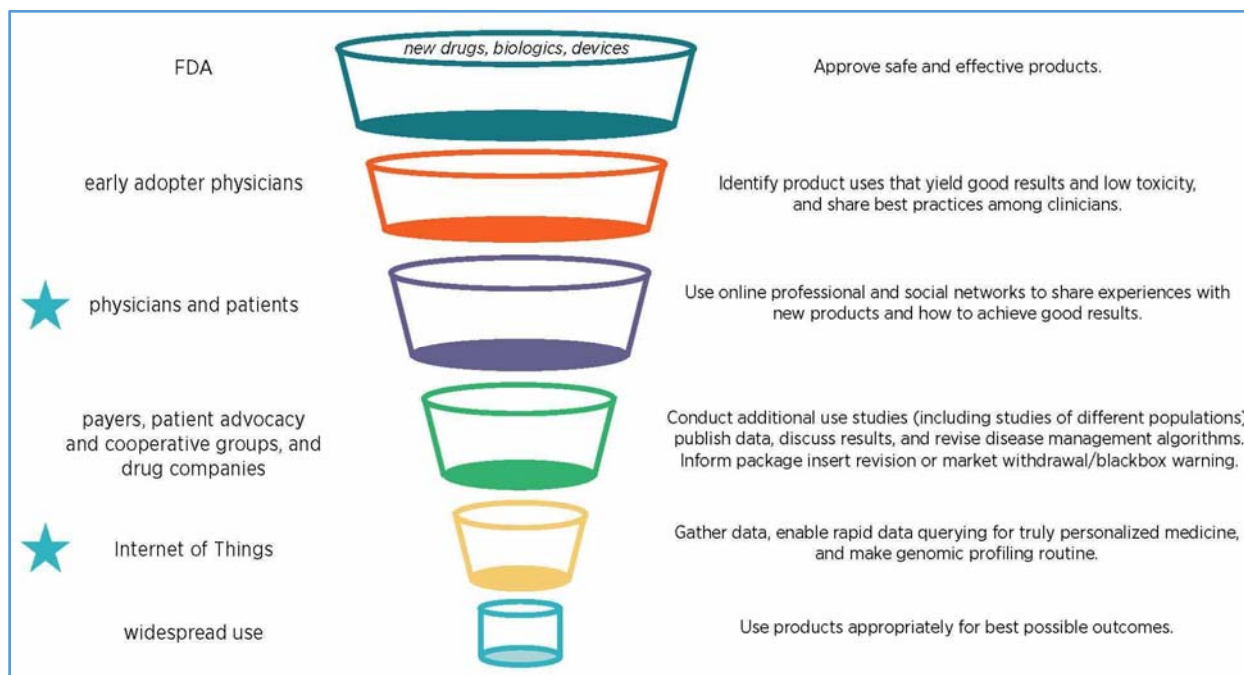 new drugs, biologics, devices
FDA
Approve safe and effective products.
early adopter physicians
Identify product uses that yield good results and low toxicity,
and share best practices among clinicians.
physicians and patients
Use online professional and social networks to share experiences with
new products and how to achieve good results.
payers, patient advocacy
and cooperative groups, and
drug companies
Conduct additional use studies (including studies of different populations)
publish data, discuss results, and revise disease management algorithms.
Inform package insert revision or market withdrawal/blackbox warning.
Internet of Things
Gather data, enable rapid data querying for truly personalized medicine,
and make genomic profiling routine.
widespread use
Use products appropriately for best possible outcomes.